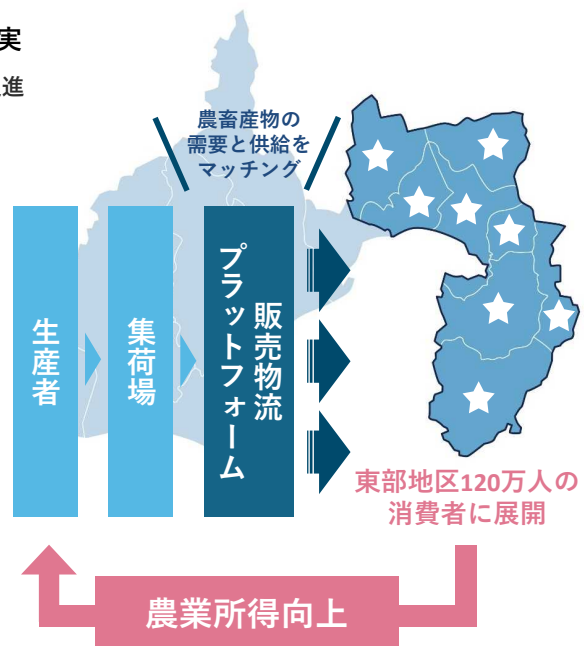 実
進
農畜産物の
需要と供給を
マッチング
生産者
集荷場
販売物流
プラットフォーム
東部地区120万人の
消費者に展開
農業所得向上